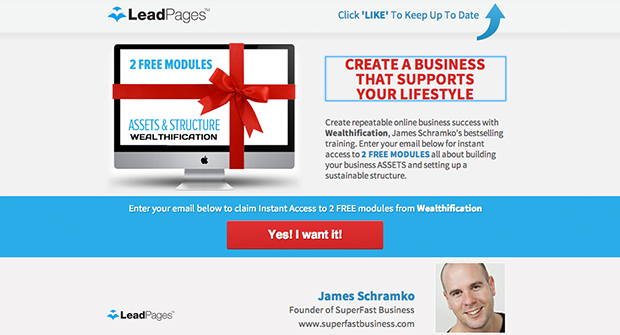 LeadPages™
Click 'LIKE' To Keep Up To Date
2 FREE MODULES
ASSETS & STRUCTURE
WEALTHIFICATION
CREATE A BUSINESS
THAT SUPPORTS
YOUR LIFESTYLE
Create repeatable online business success with
Wealthification, James Schramko's bestselling
training. Enter your email below for instant
access to 2 FREE MODULES all about building
your business ASSETS and setting up a
sustainable structure.
Enter your email below to claim Instant Access to 2 FREE modules from Wealthification
Yes! I want it!
LeadPages™
James Schramko
Founder of SuperFast Business
www.superfastbusiness.com